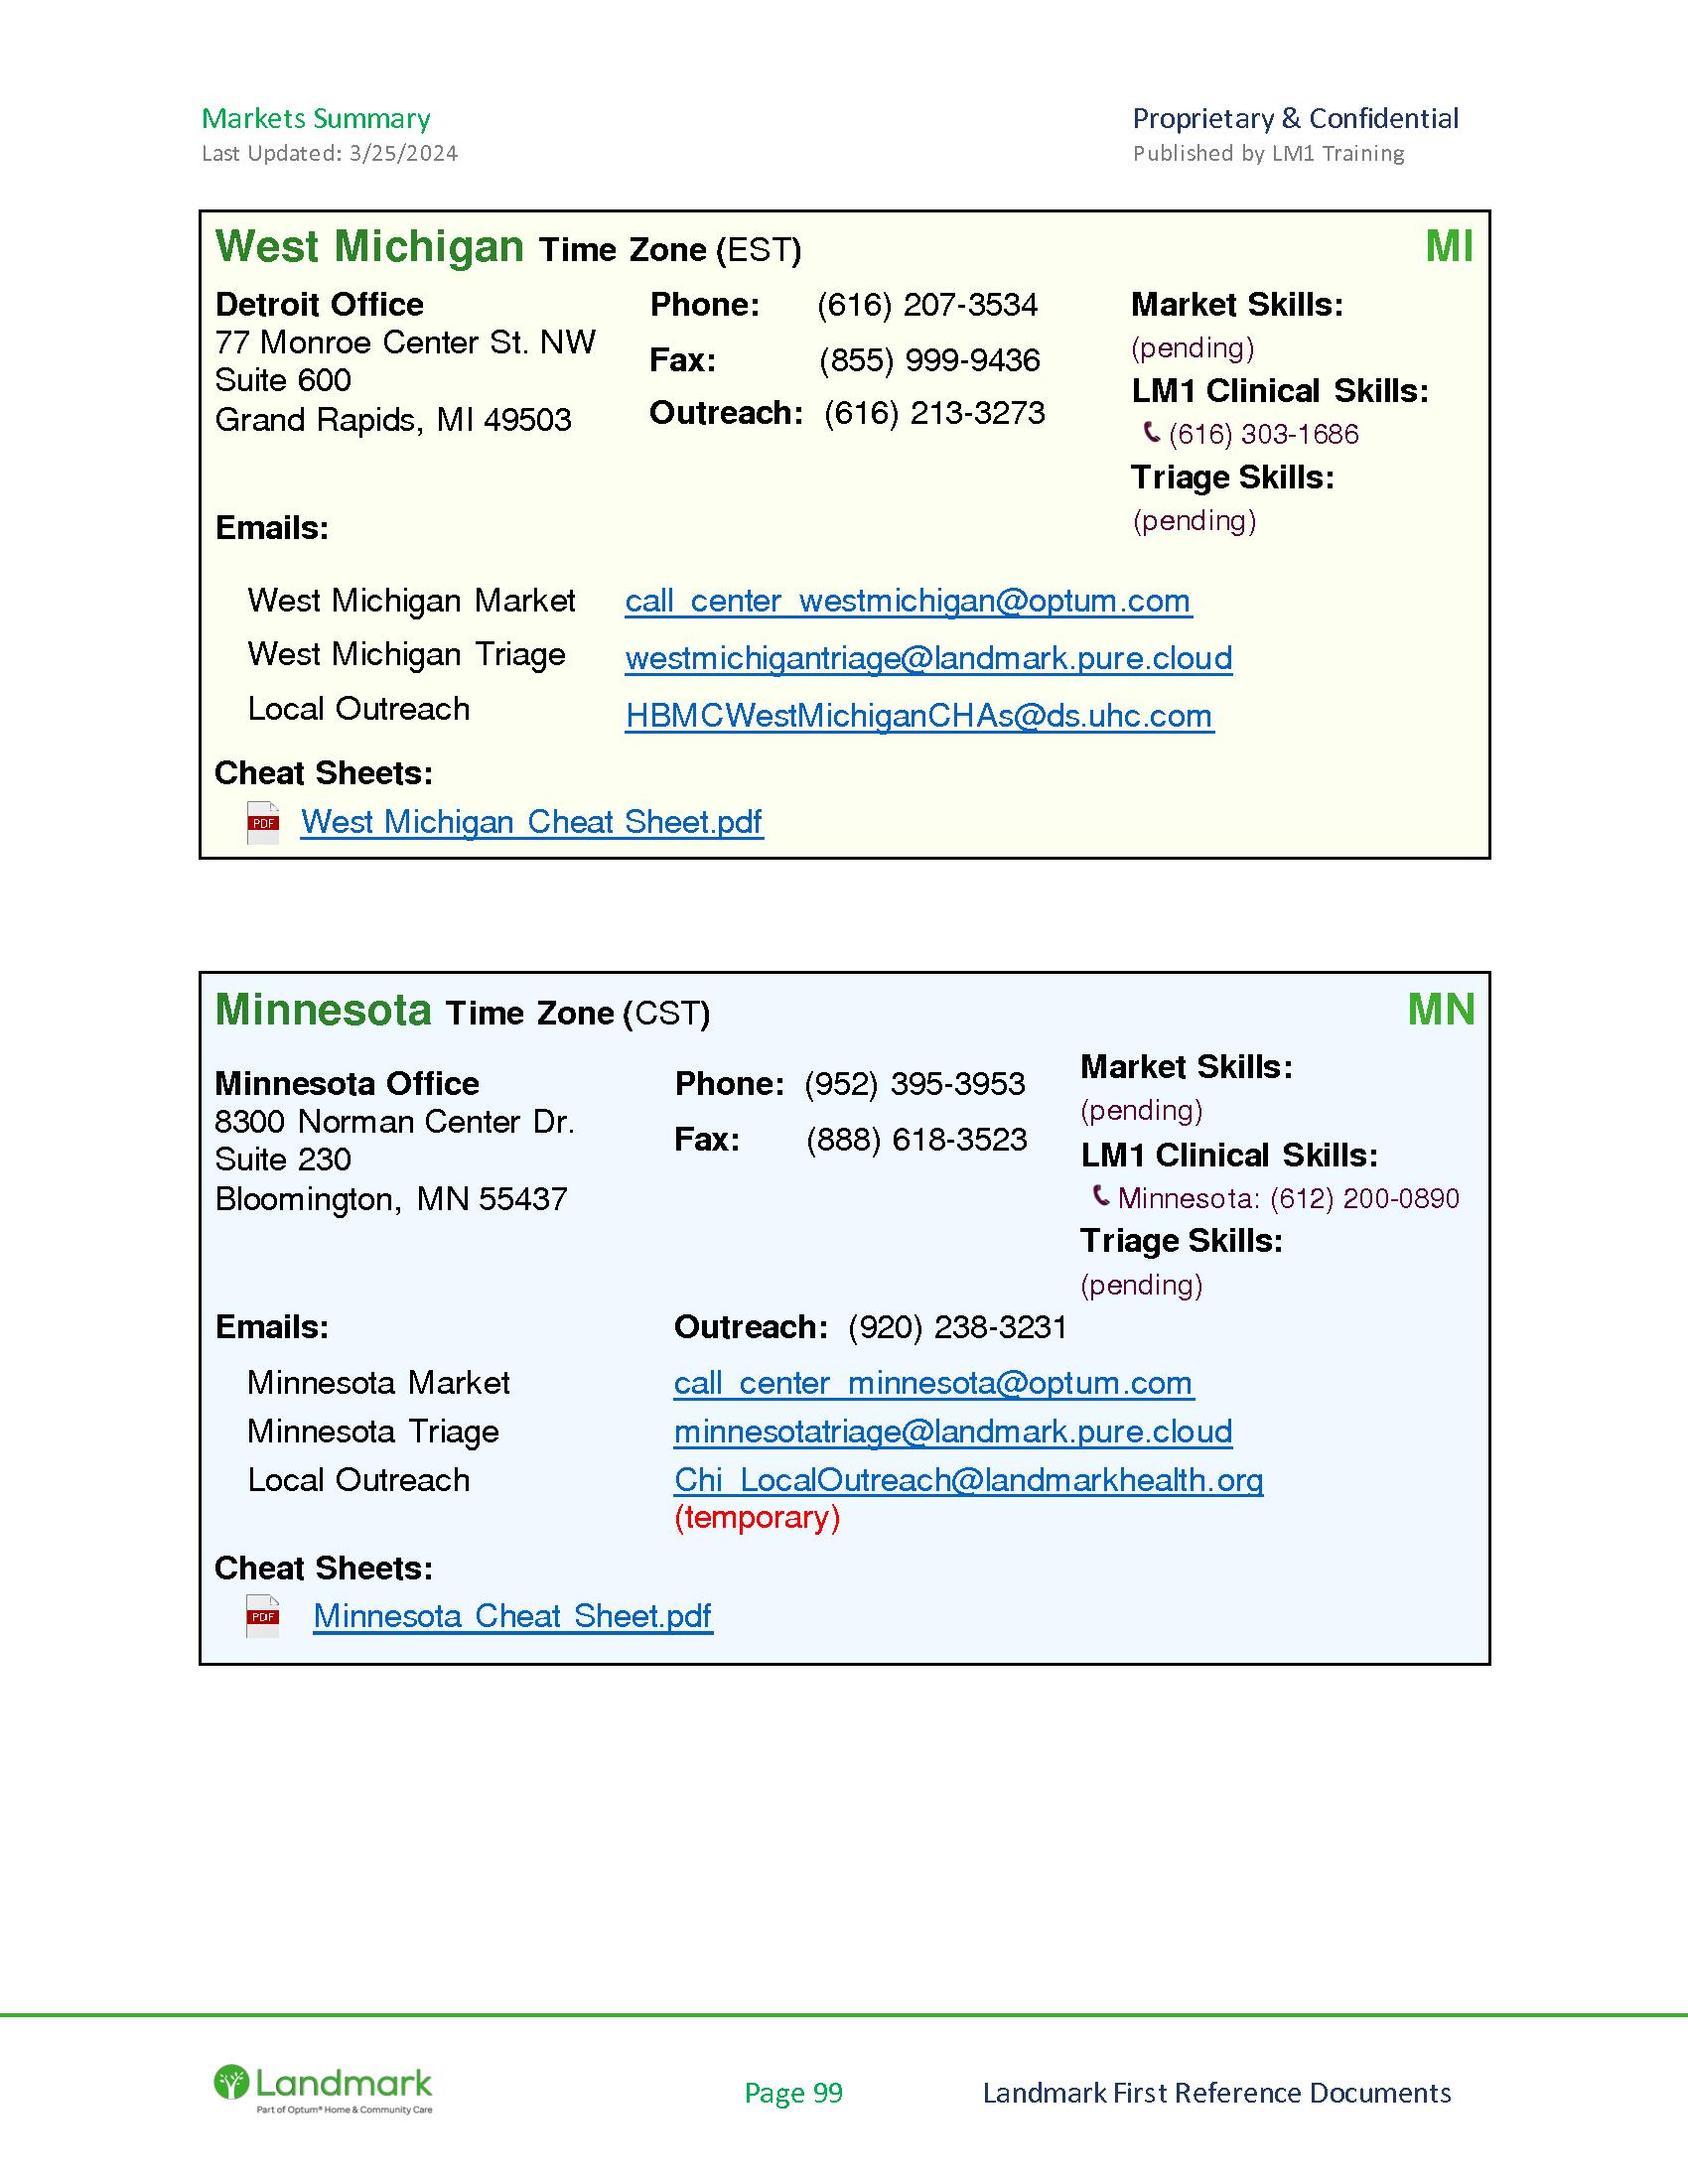 Markets Summary
Proprietary & Confidential
Last Updated: 3/25/2024
Published by LM1 Training
West Michigan Time Zone (EST)
MI
Detroit Office
77 Monroe Center St. NW
Suite 600
Grand Rapids, MI 49503
Phone: (616) 207-3534
Fax: (855) 999-9436
Outreach: (616) 213-3273
Market Skills:
(pending)
LM1 Clinical Skills:
(616) 303-1686
Triage Skills:
(pending)
Emails:
West Michigan Market call_center_westmichigan@optum.com
West Michigan Triage westmichigantriage@landmark.pure.cloud
Local Outreach HBMCWestMichiganCHAs@ds.uhc.com
Cheat Sheets:
PDF West Michigan Cheat Sheet.pdf
Minnesota Time Zone (CST)
MN
Minnesota Office
8300 Norman Center Dr.
Suite 230
Bloomington, MN 55437
Phone: (952) 395-3953
Fax: (888) 618-3523
Market Skills:
(pending)
LM1 Clinical Skills:
Minnesota: (612) 200-0890
Triage Skills:
(pending)
Emails:
Outreach: (920) 238-3231
Minnesota Market call_center_minnesota@optum.com
Minnesota Triage minnesotatriage@landmark.pure.cloud
Local Outreach Chi_LocalOutreach@landmarkhealth.org
(temporary)
Cheat Sheets:
PDF Minnesota Cheat Sheet.pdf
Landmark
Part of Optum® Home & Community Care
Page 99
Landmark First Reference Documents